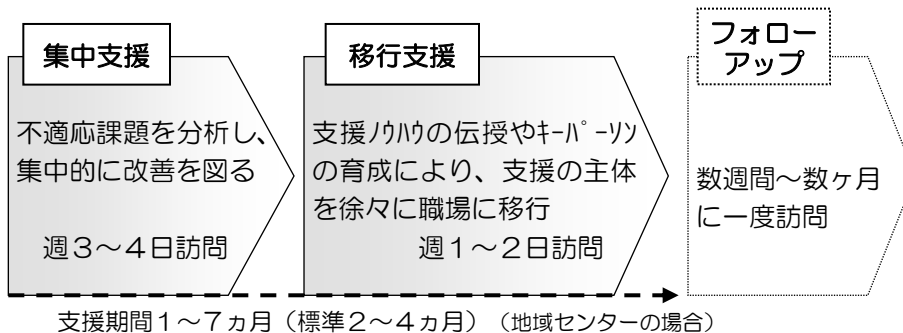 集中支援
不適応課題を分析し、
集中的に改善を図る
週3～4日訪問
移行支援
支援ﾉｳﾊｳの伝授やｷｰﾊﾟｰｿﾝ
の育成により、支援の主体
を徐々に職場に移行
週1～2日訪問
フォロー
アップ
数週間～数ヶ月
に一度訪問
支援期間1～7ヵ月（標準2～4ヵ月）（地域センターの場合）